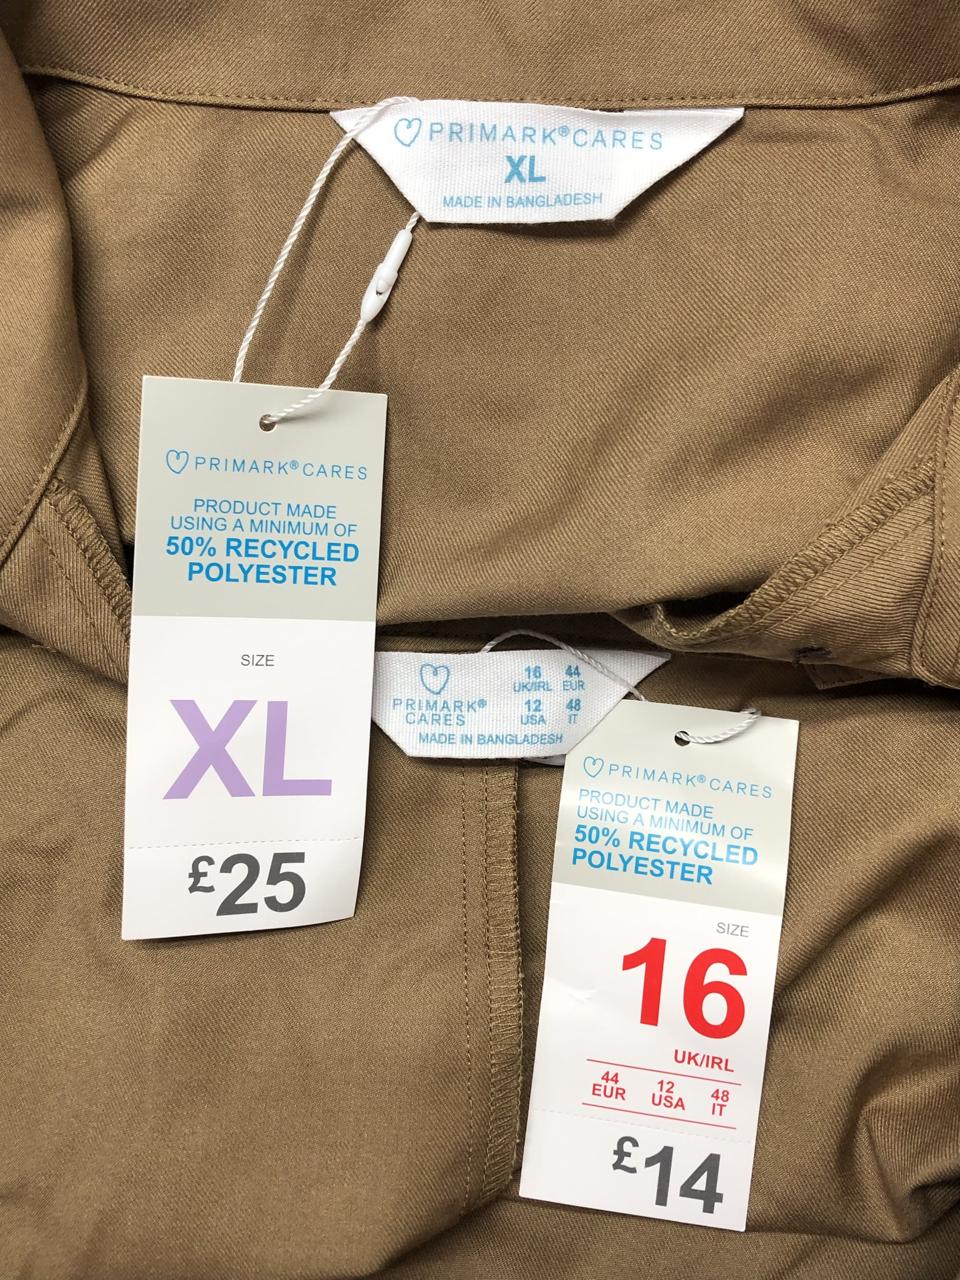 PRIMARK®CARES
XL
MADE IN BANGLADESH
PRIMARK®CARES
PRODUCT MADE
USING A MINIMUM OF
50% RECYCLED
POLYESTER
SIZE
XL
£25
PRIMARK®
CARES
16 44
UK/IRL EUR
12 48
USA IT
MADE IN BANGLADESH
PRIMARK®CARES
PRODUCT MADE
USING A MINIMUM OF
50% RECYCLED
POLYESTER
SIZE
16
UK/IRL
44 12 48
EUR USA IT
£14